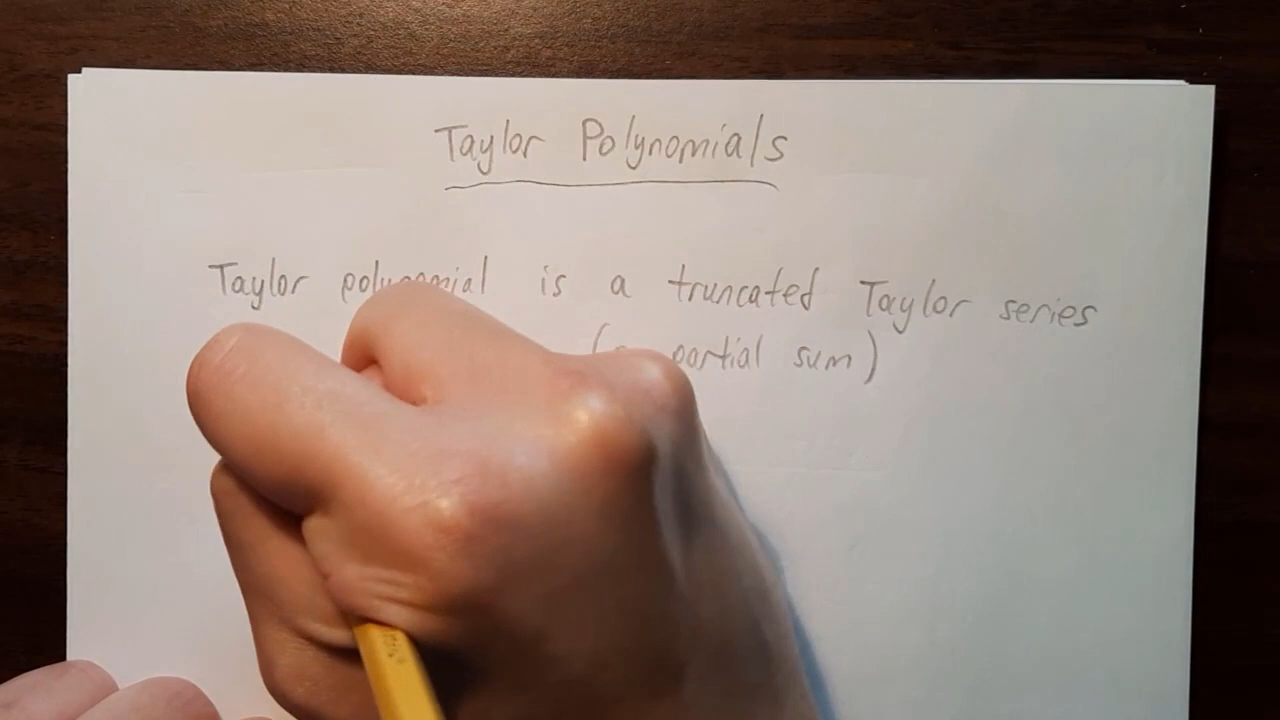 Taylor Polynomials
Taylor polynomial is a truncated Taylor series
( partial sum)